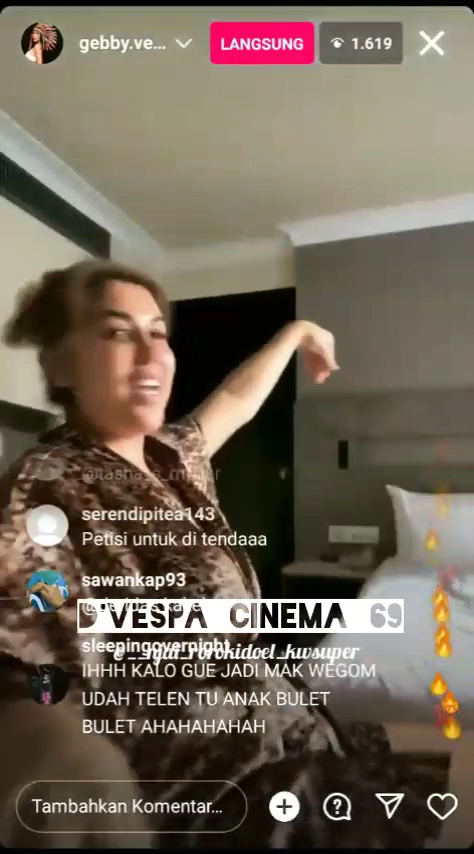 gebby.ve...
LANGSUNG
1.619
serendipitea143
Petisi untuk di tendaaa
sawankap93
D'VESPA CINEMA 69
sleepingovernight
IHHH KALO GUE JADI MAK WEGOM
UDAH TELEN TU ANAK BULET
BULET AHAHAHAHAH
Tambahkan Komentar...